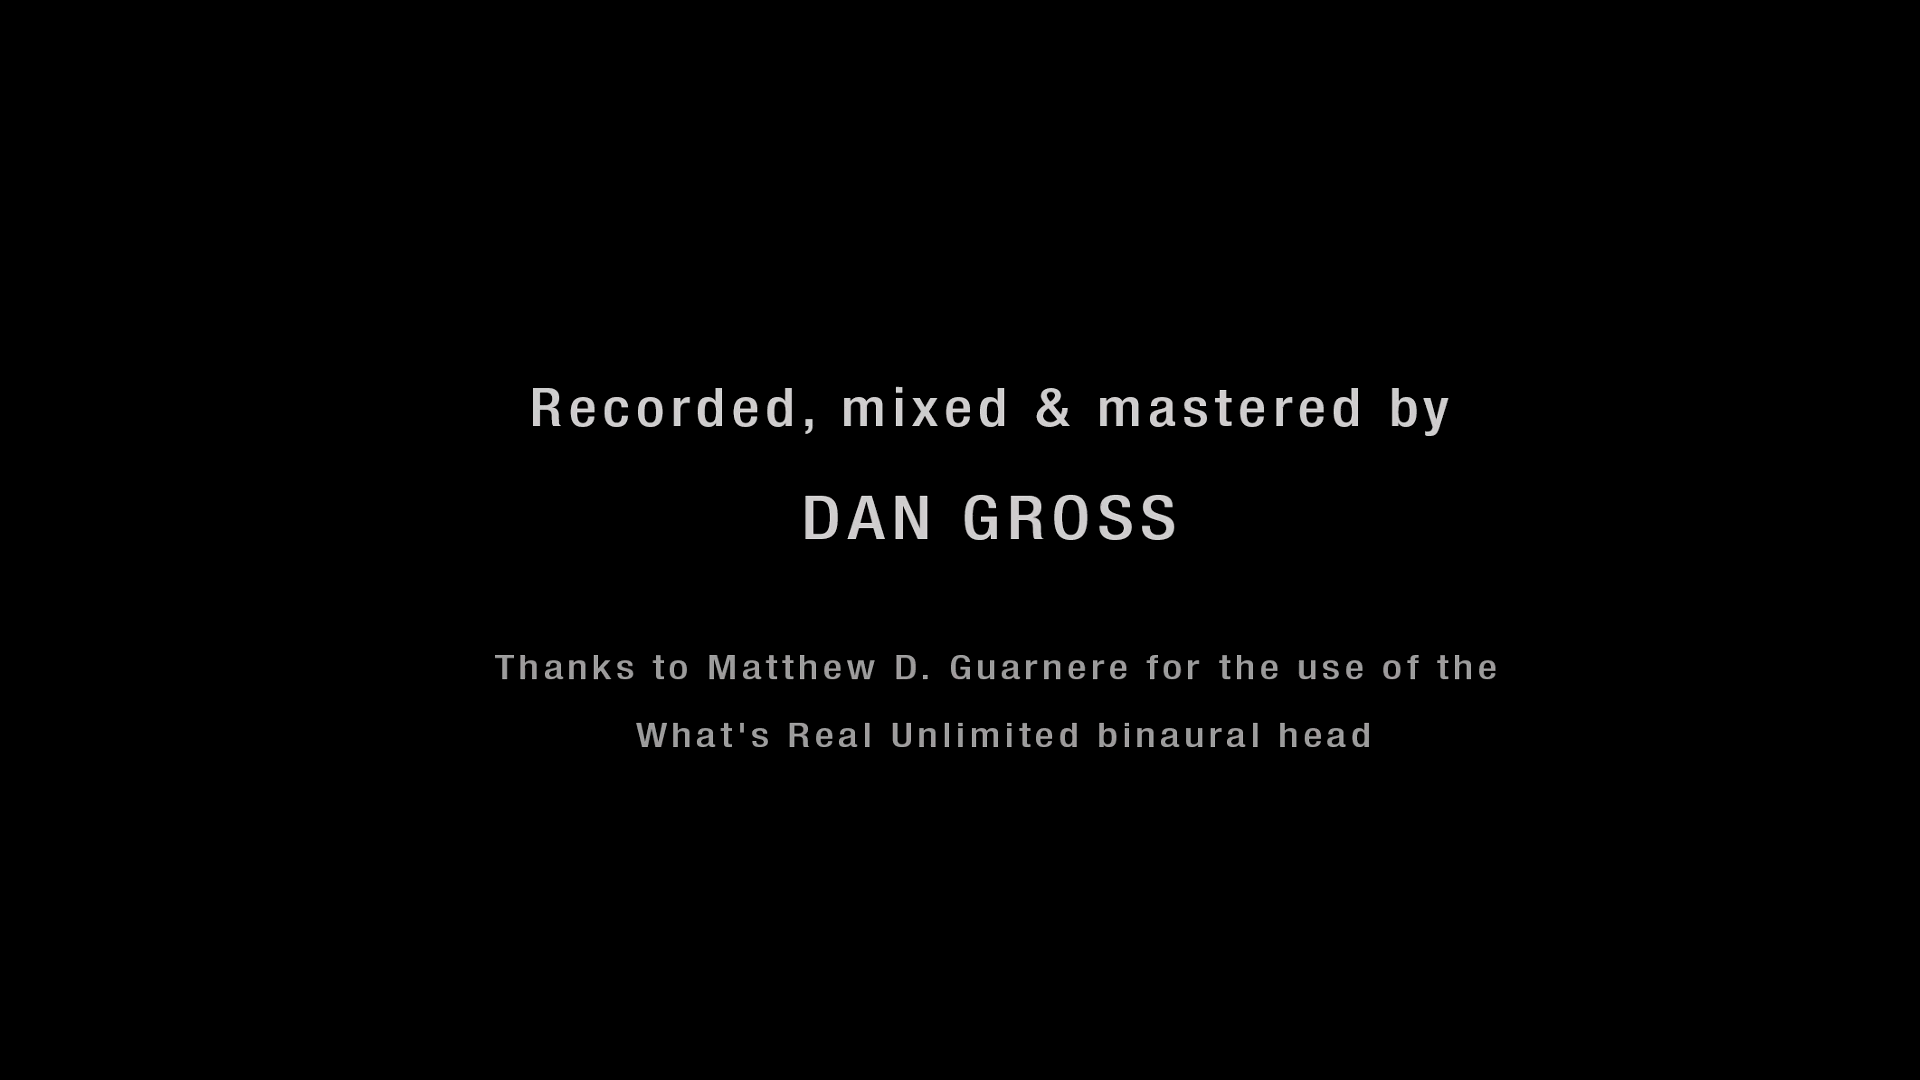 Recorded, mixed & mastered by
DAN GROSS
Thanks to Matthew D. Guarnere for the use of the
What's Real Unlimited binaural head